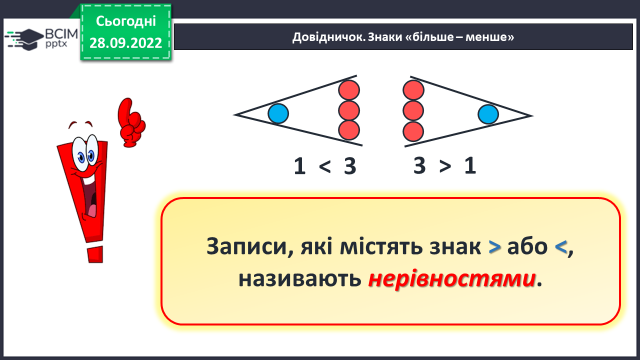 BCIM
pptx
Сьогодні
28.09.2022
Довідничок. Знаки «більше – менше»
1 < 3
3 > 1
Записи, які містять знак > або <,
називають нерівностями.